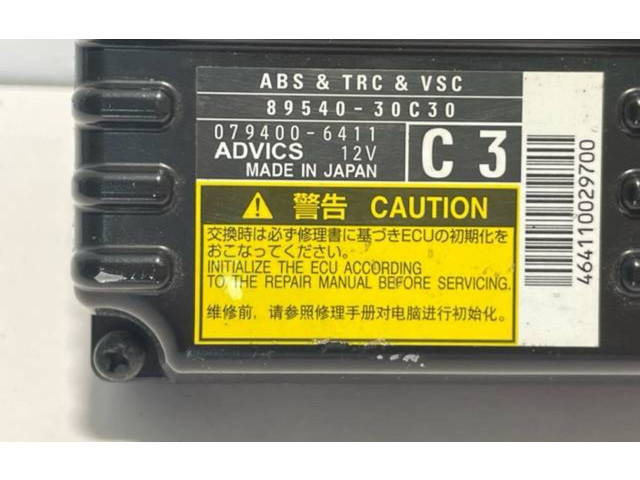 ABS & TRC & VSC
89540-30C30
079400-6411
ADVICS 12V
MADE IN JAPAN
C3
⚠ 警告 CAUTION
交換時は必ず修理書に基づきECUの初期化を
おこなってください。
INITIALIZE THE ECU ACCORDING
TO THE REPAIR MANUAL BEFORE SERVICING.
维修前，请参照修理手册对电脑进行初始化。
464110029700